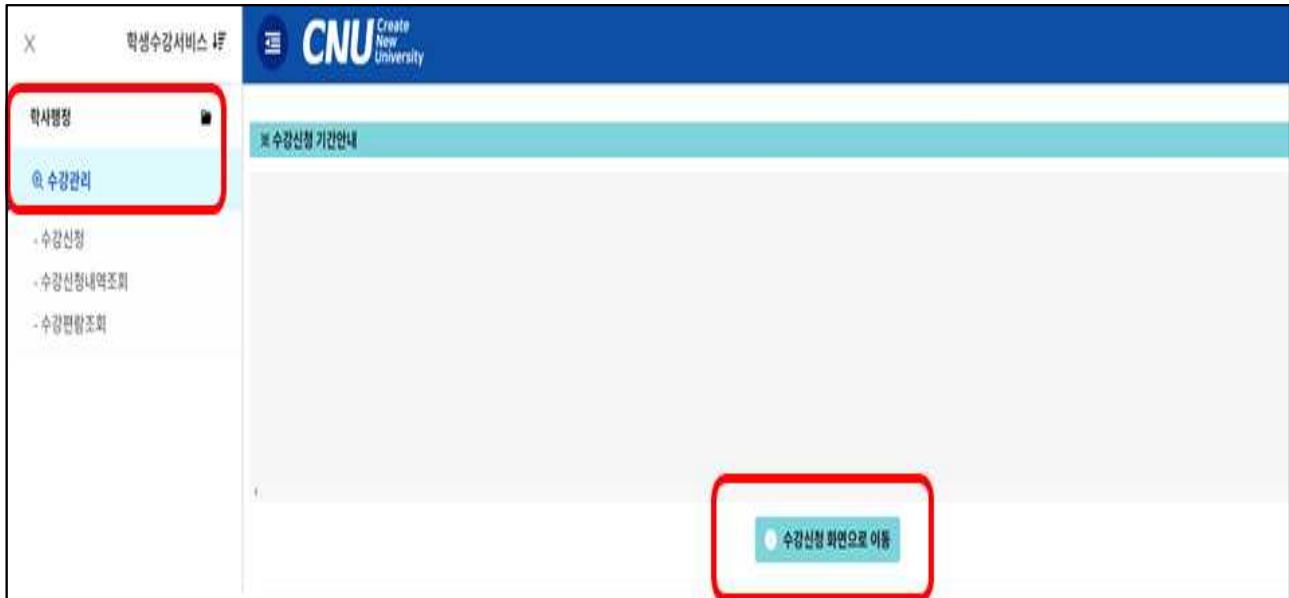 학생수강서비스
CNU Create New University
학사행정
수강관리
- 수강신청
- 수강신청내역조회
- 수강편람조회
※ 수강신청 기간안내
수강신청 화면으로 이동